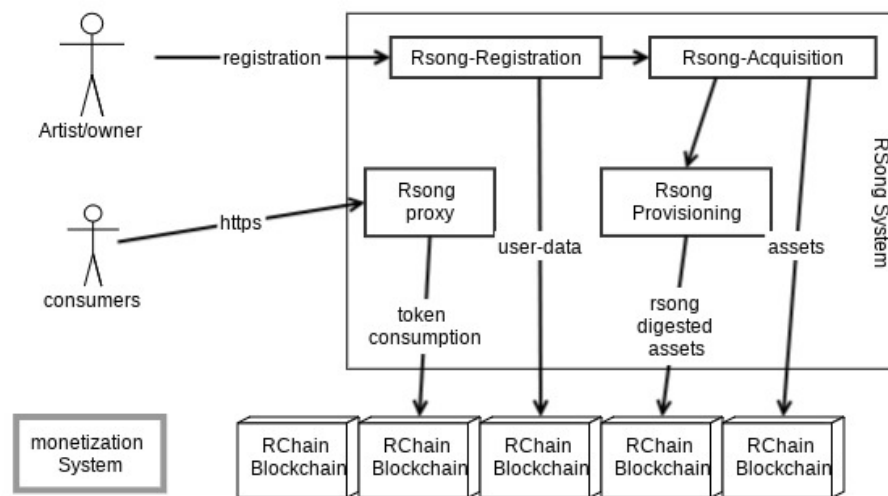 registration
Rsong-Registration
Rsong-Acquisition
Artist/owner
RSong System
Rsong
proxy
Rsong
Provisioning
https
user-data
assets
consumers
token
consumption
rsong
digested
assets
monetization
System
RChain
Blockchain
RChain
Blockchain
RChain
Blockchain
RChain
Blockchain
RChain
Blockchain